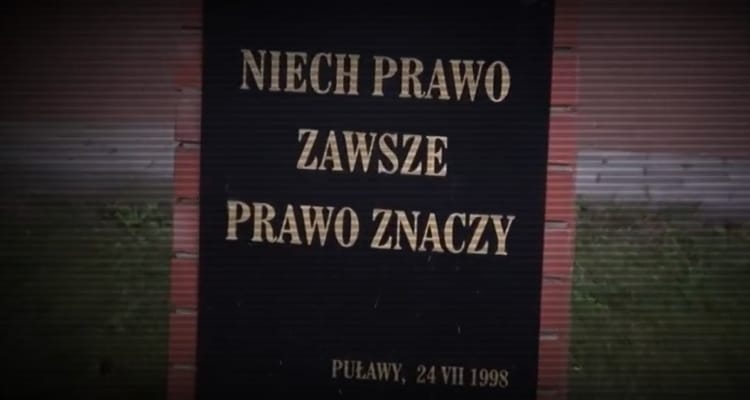 NIECH PRAWO
ZAWSZE
PRAWO ZNACZY
PUŁAWY, 24 VII 1998